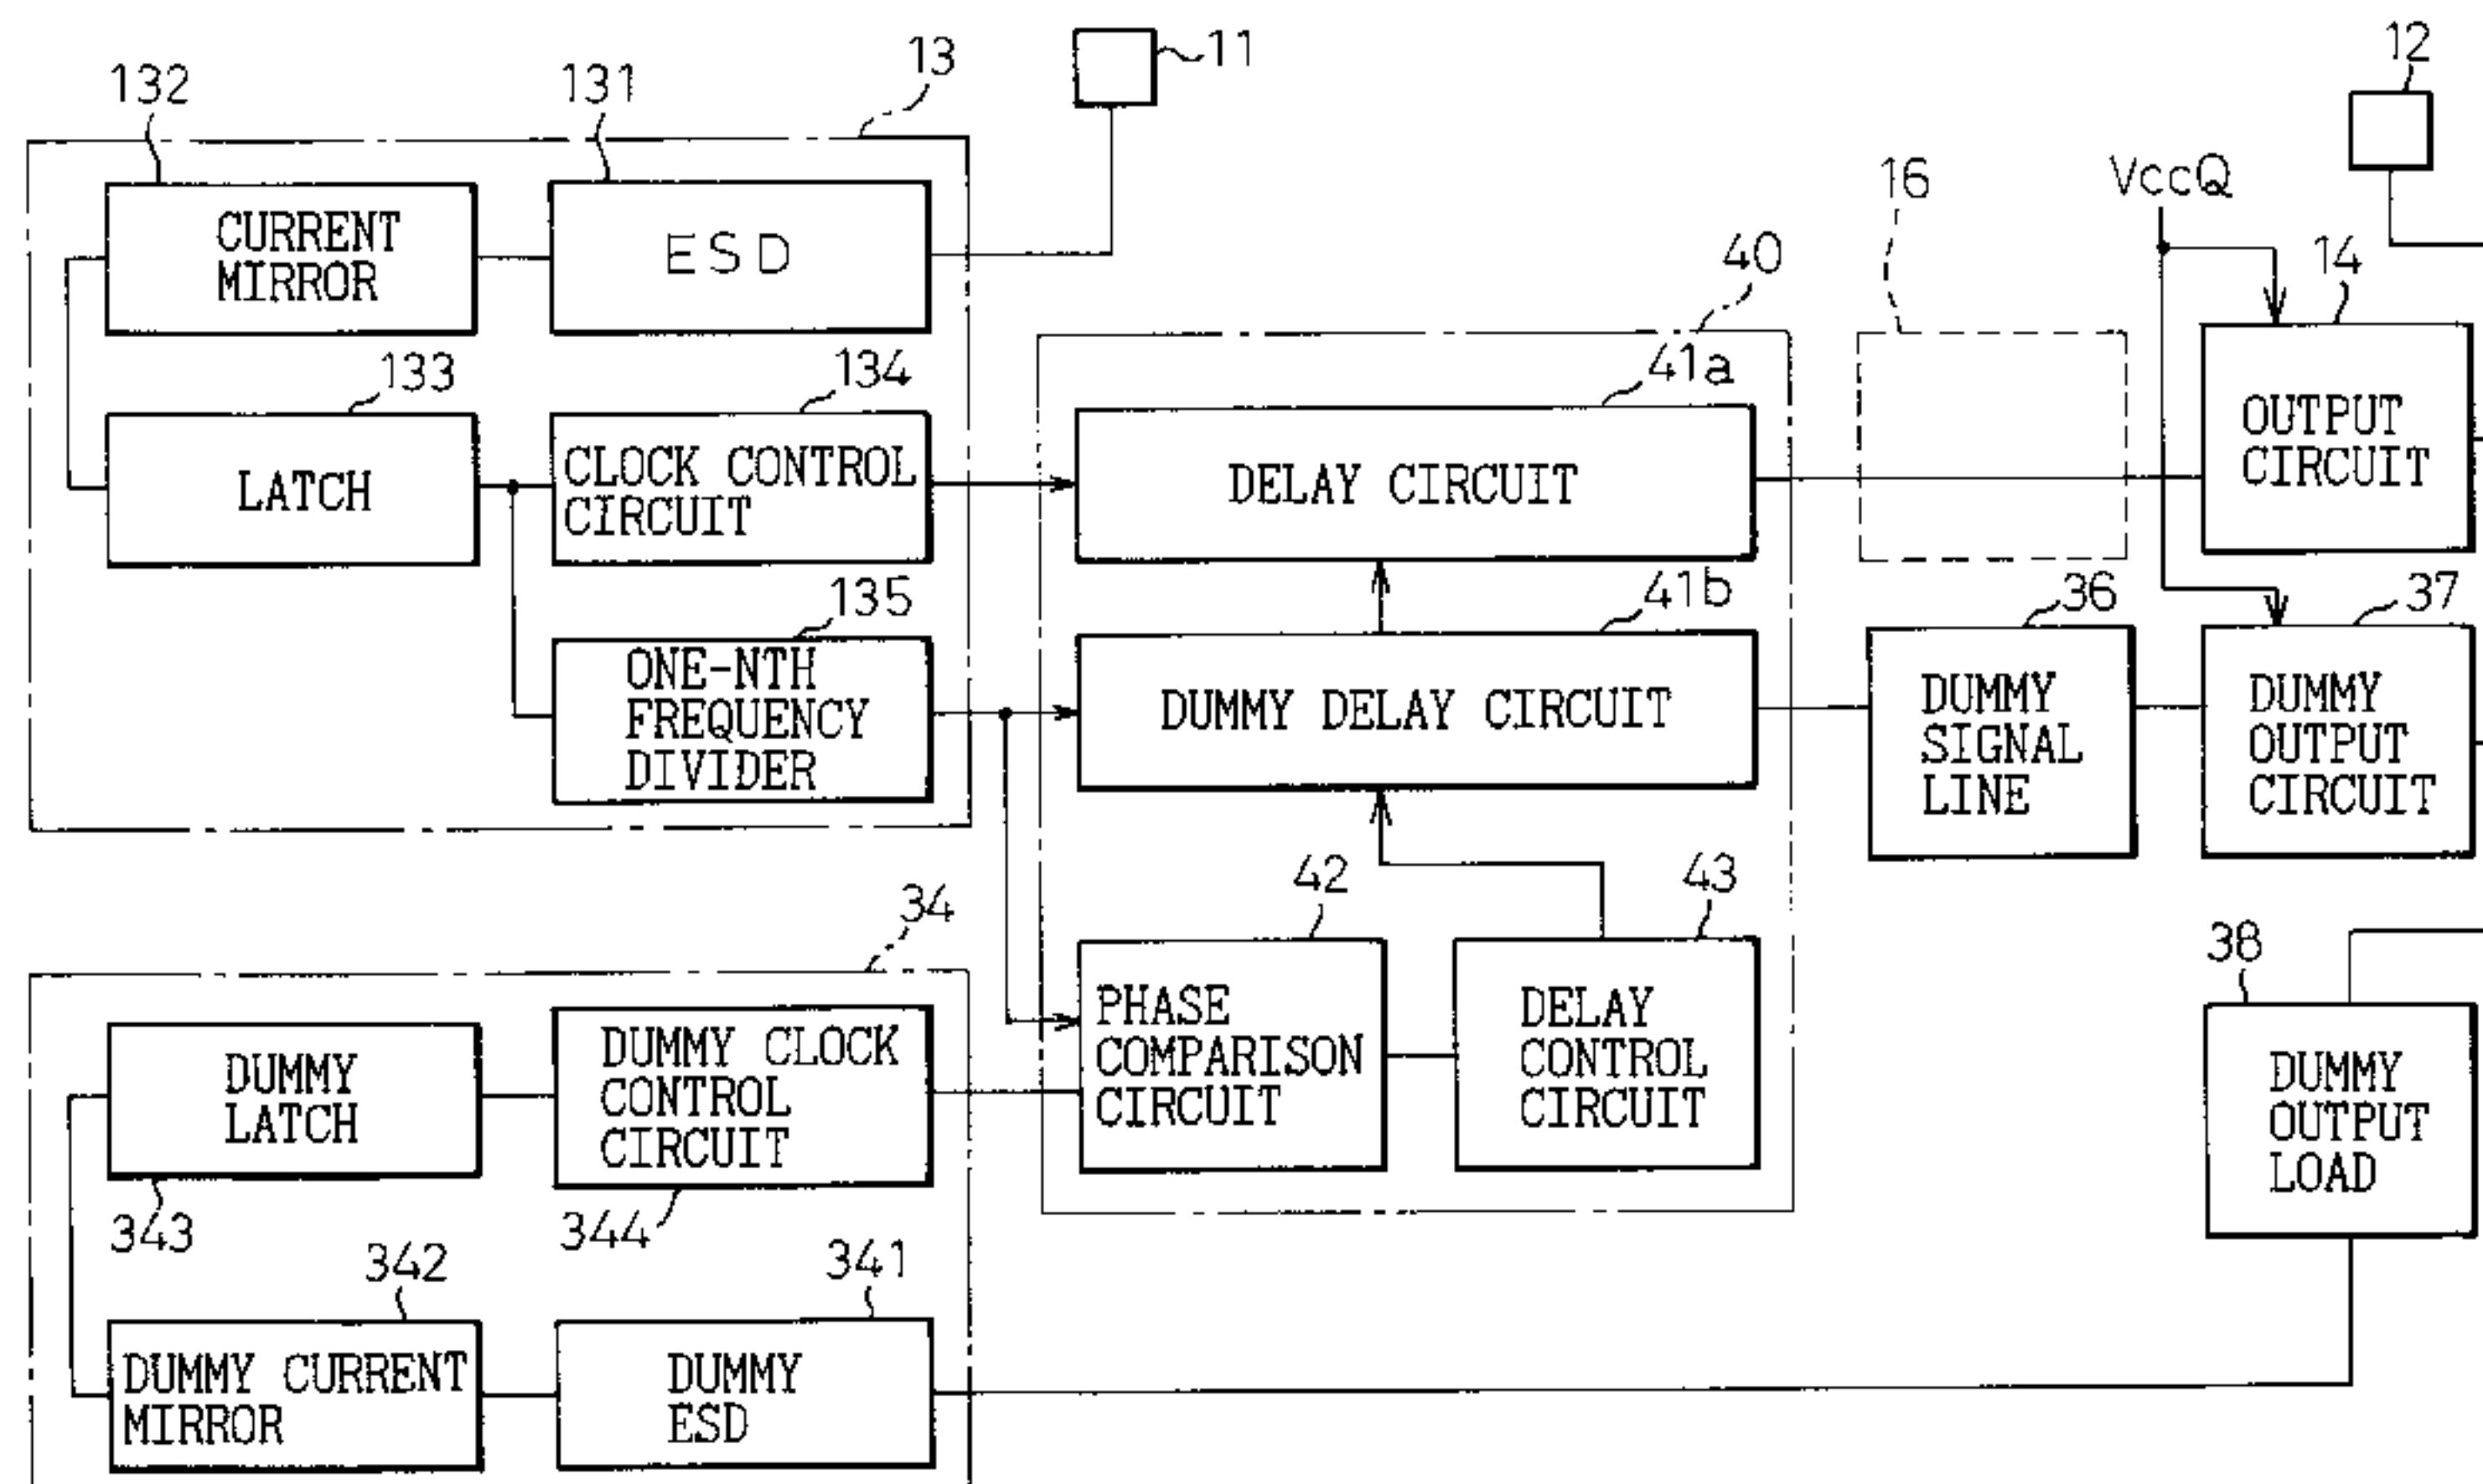 13
11
12
132
131
16
VccQ
CURRENT
MIRROR
ESD
40
14
133
134
41a
OUTPUT
CIRCUIT
LATCH
CLOCK CONTROL
CIRCUIT
DELAY CIRCUIT
135
41b
36
37
ONE-NTH
FREQUENCY
DIVIDER
DUMMY DELAY CIRCUIT
DUMMY
SIGNAL
LINE
DUMMY
OUTPUT
CIRCUIT
34
42
43
38
DUMMY
LATCH
DUMMY CLOCK
CONTROL
CIRCUIT
PHASE
COMPARISON
CIRCUIT
DELAY
CONTROL
CIRCUIT
DUMMY
OUTPUT
LOAD
343
344
342
341
DUMMY CURRENT
MIRROR
DUMMY
ESD